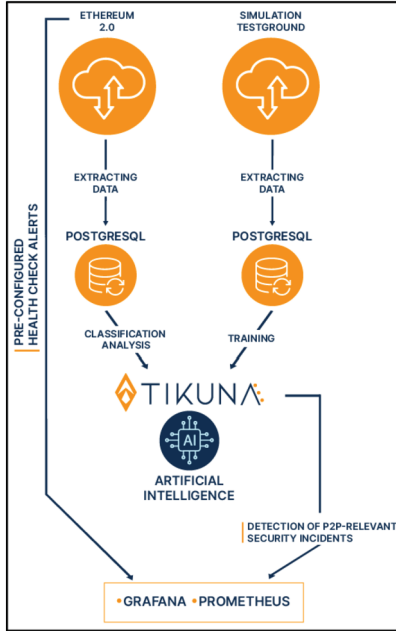 ETHEREUM
2.0
SIMULATION
TESTGROUND
EXTRACTING
DATA
EXTRACTING
DATA
POSTGRESQL
POSTGRESQL
PRE-CONFIGURED
HEALTH CHECK ALERTS
CLASSIFICATION
ANALYSIS
TRAINING
TIKUNA
AI
ARTIFICIAL
INTELLIGENCE
DETECTION OF P2P-RELEVANT
SECURITY INCIDENTS
•GRAFANA •PROMETHEUS